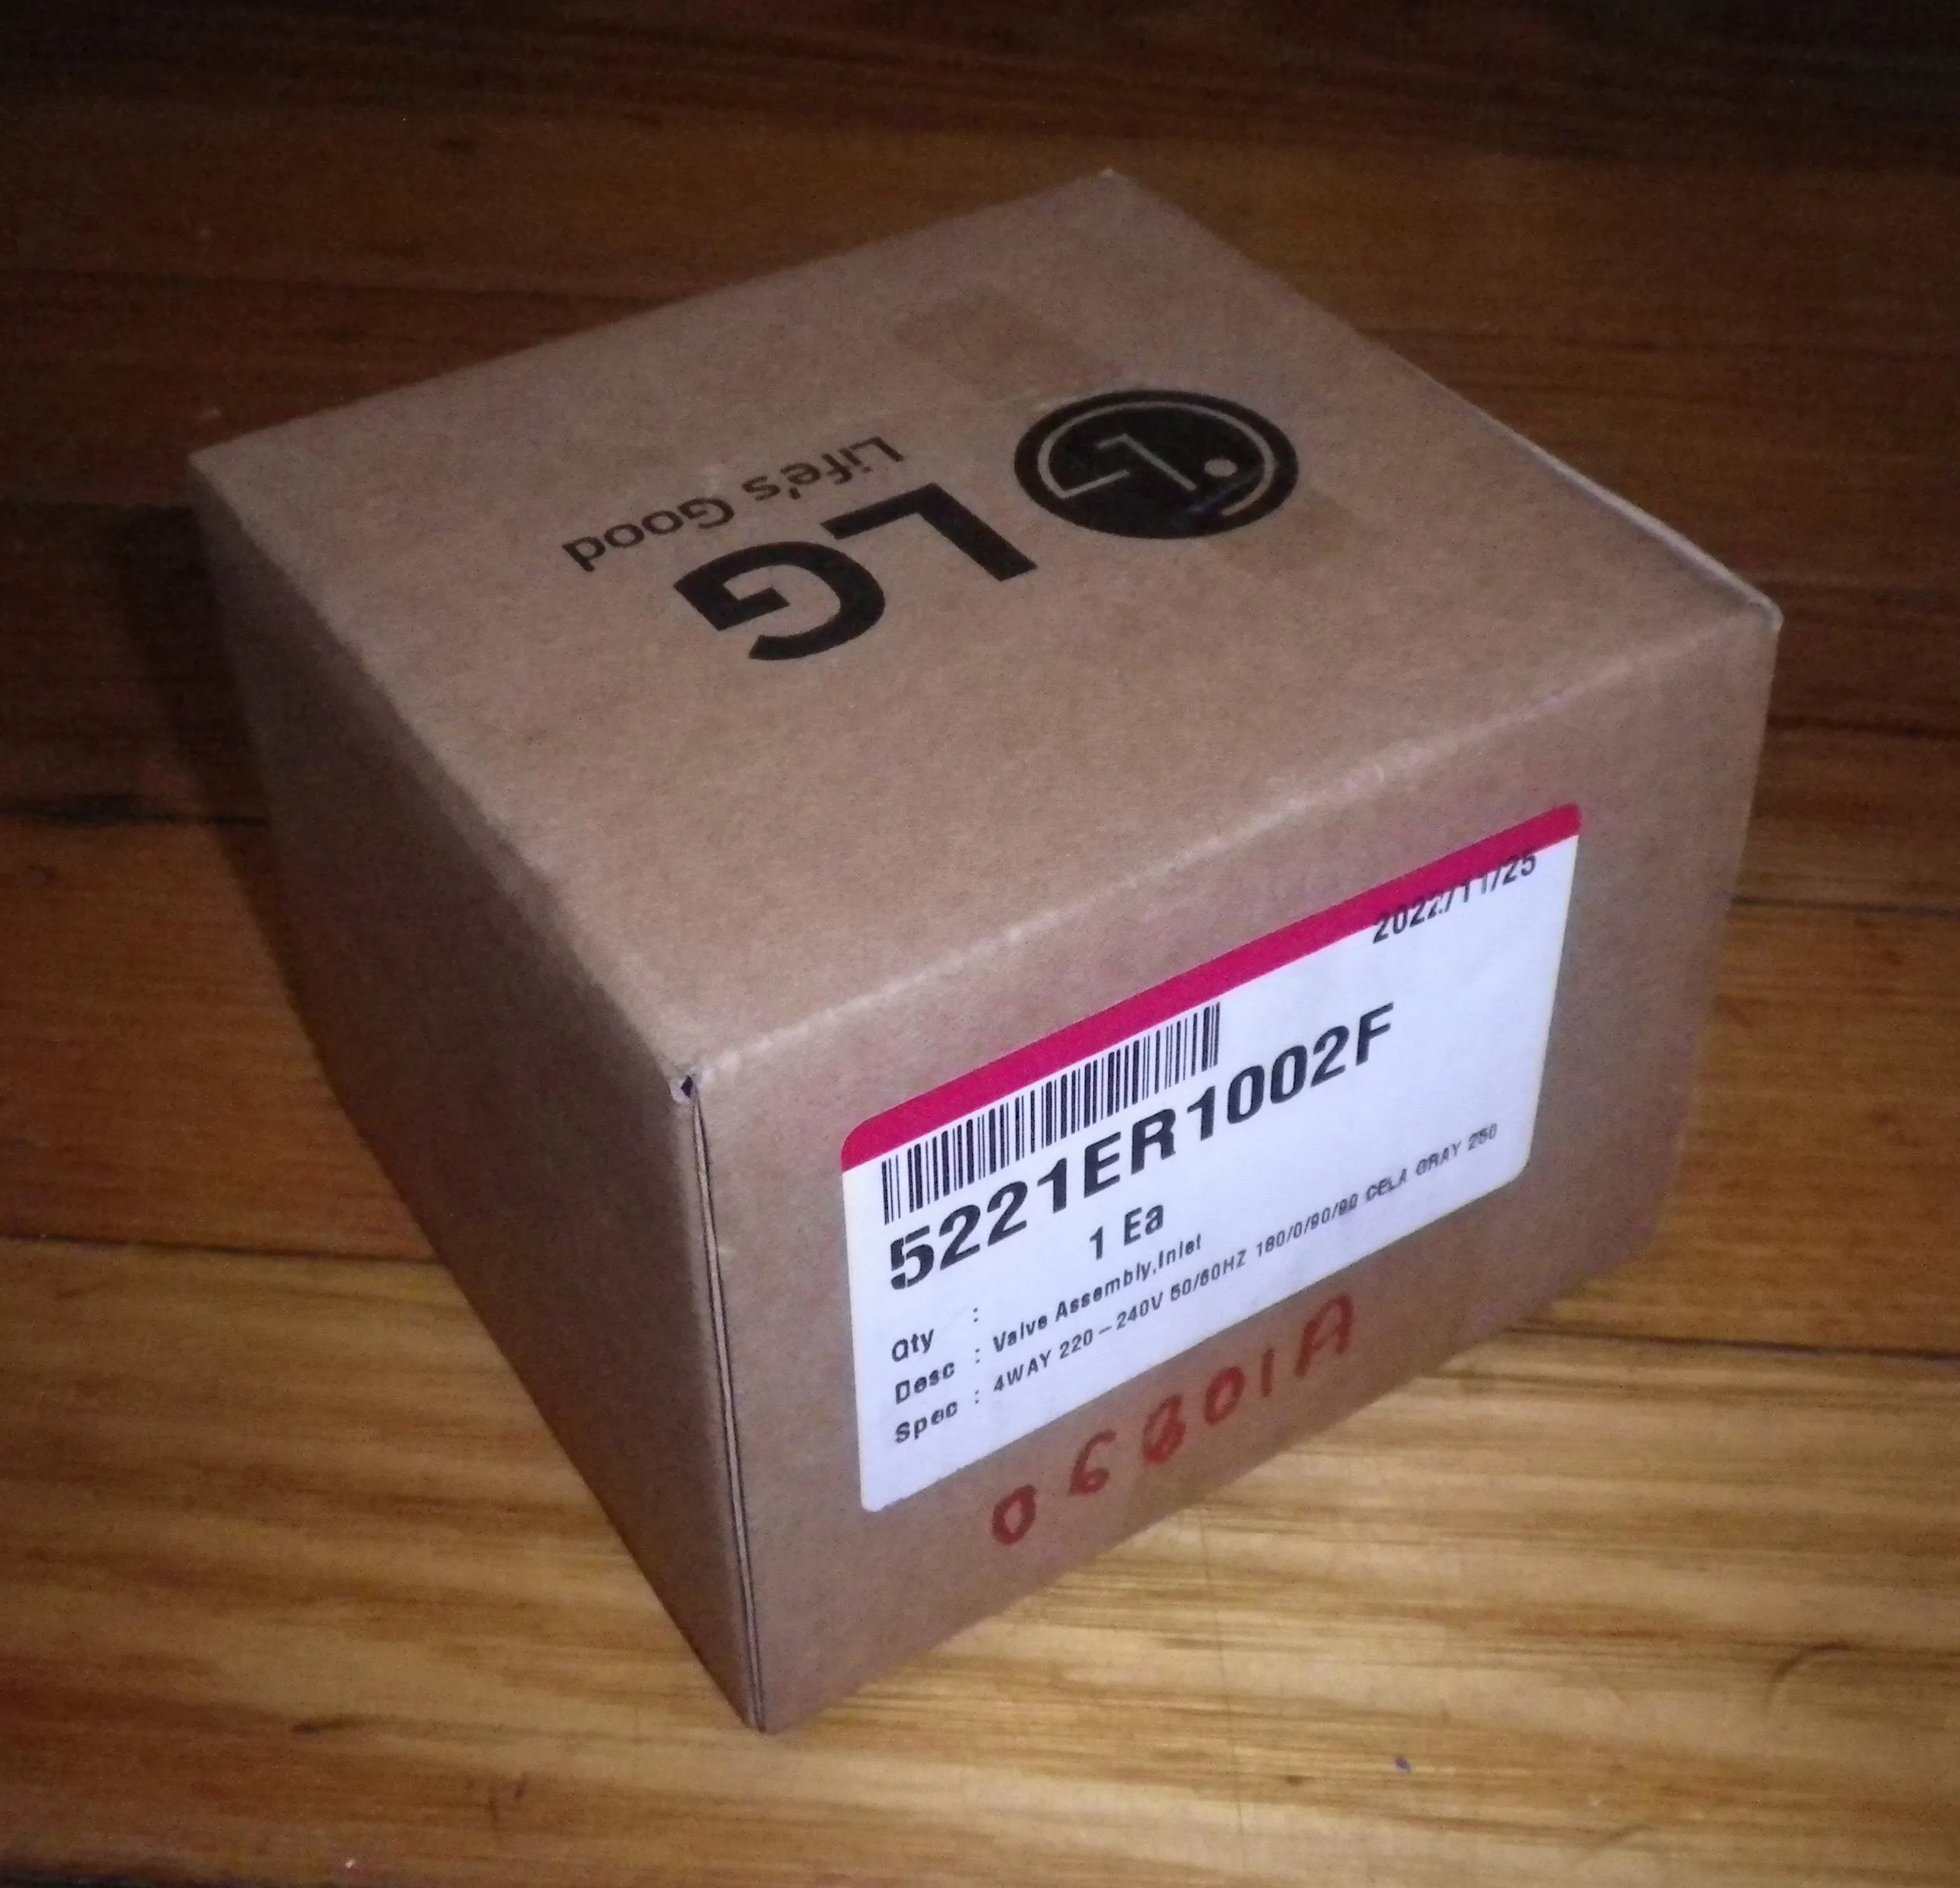 LG
Life's Good
2022/11/25
5221ER1002F
Qty : 1 Ea
Desc : Valve Assembly,Inlet
Spec : 4WAY 220-240V 50/60HZ 180/0/90/90 CELA GRAY 250